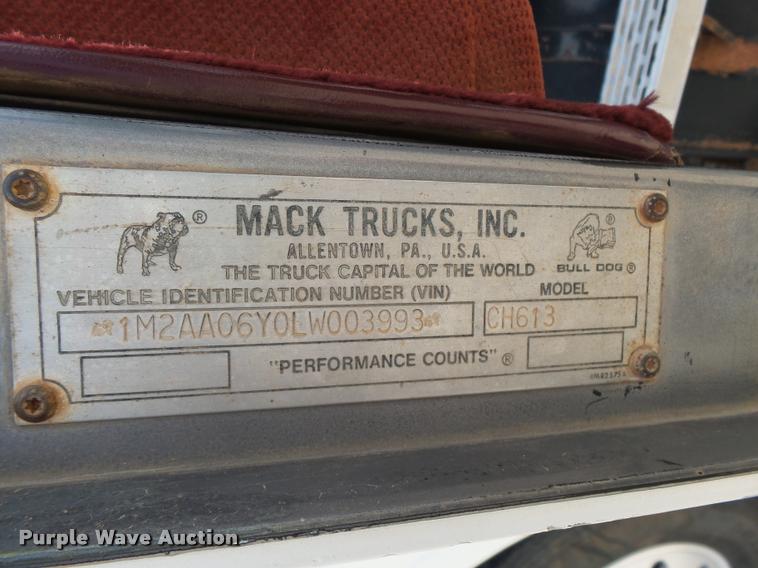 ® MACK TRUCKS, INC. ®
ALLENTOWN, PA., U.S.A.
THE TRUCK CAPITAL OF THE WORLD BULL DOG ®
VEHICLE IDENTIFICATION NUMBER (VIN) MODEL
1M2AA06Y0LW003993 CH613
"PERFORMANCE COUNTS" ®
Purple Wave Auction